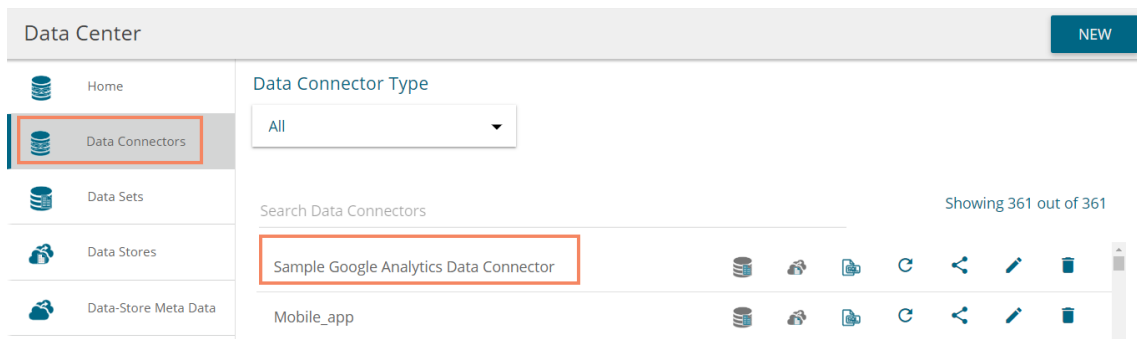 Data Center
NEW
Home
Data Connectors
Data Sets
Data Stores
Data-Store Meta Data
Data Connector Type
All
Search Data Connectors
Showing 361 out of 361
Sample Google Analytics Data Connector
Mobile_app